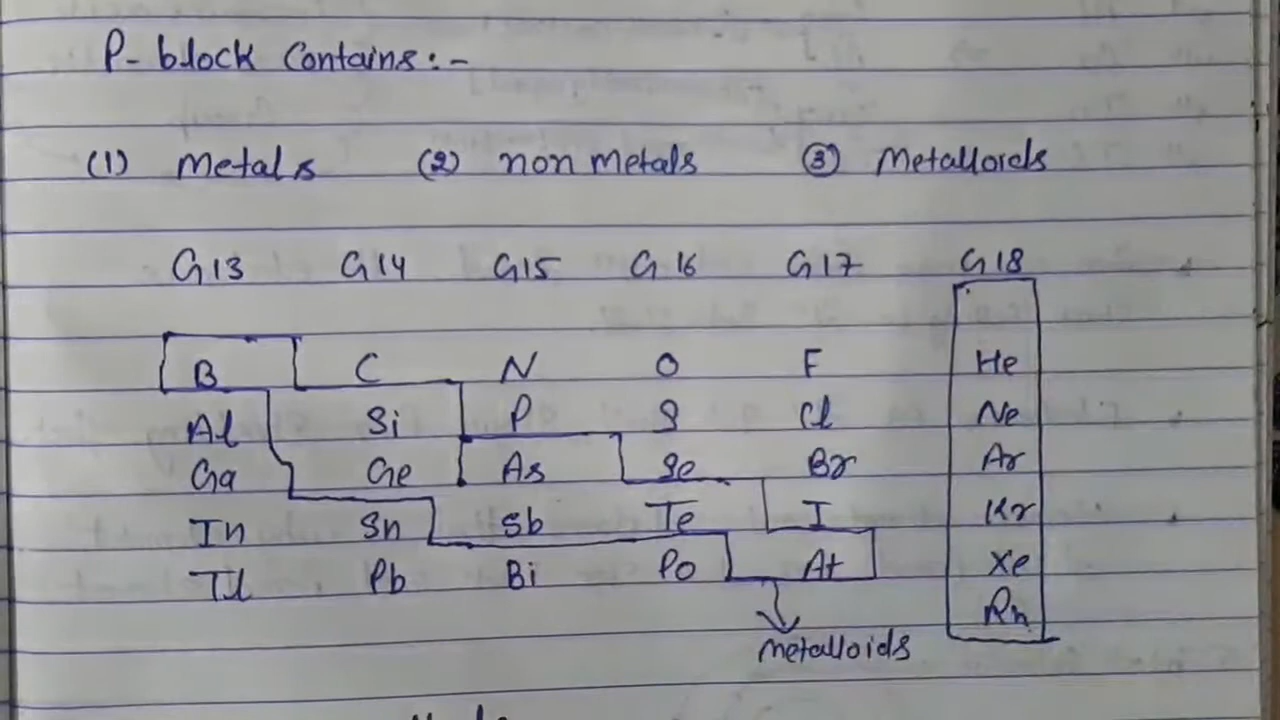 P-block Contains:-
(1) Metals (2) non Metals (3) Metalloids
G13 G14 G15 G16 G17 G18
B C N O F He
Al Si P S Cl Ne
Ga Ge As Se Br Ar
In Sn Sb Te I Kr
Tl Pb Bi Po At Xe
Rn
Metalloids